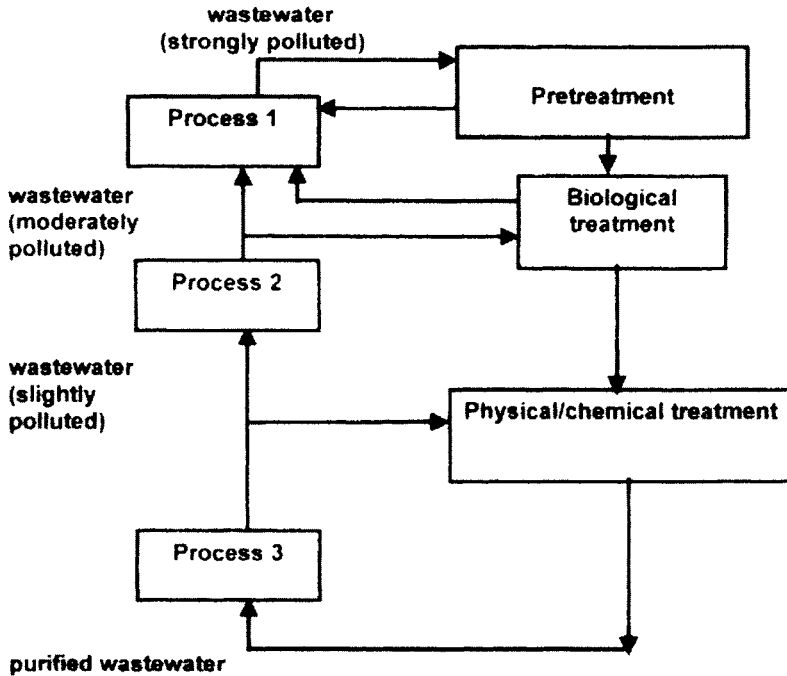 wastewater
(strongly polluted)
Pretreatment
Process 1
wastewater
(moderately
polluted)
Biological
treatment
Process 2
wastewater
(slightly
polluted)
Physical/chemical treatment
Process 3
purified wastewater